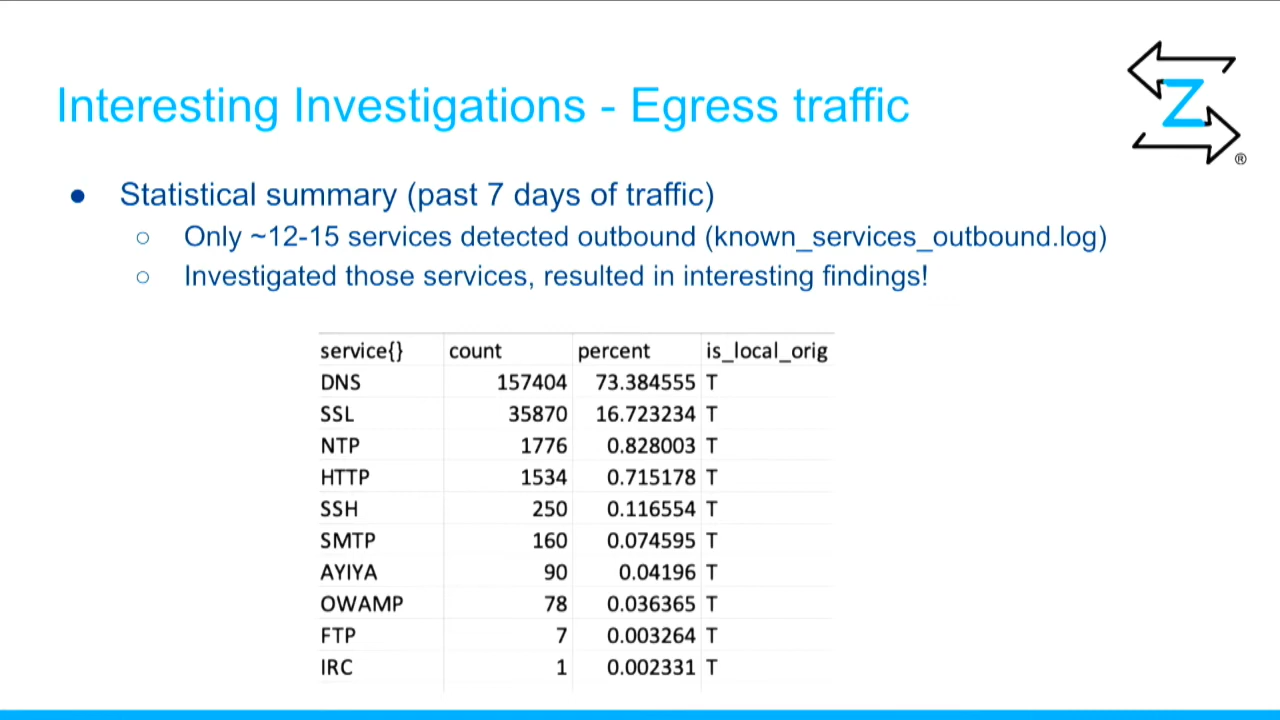 Interesting Investigations - Egress traffic
Z
®
● Statistical summary (past 7 days of traffic)
○ Only ~12-15 services detected outbound (known_services_outbound.log)
○ Investigated those services, resulted in interesting findings!
service{} count percent is_local_orig
DNS 157404 73.384555 T
SSL 35870 16.723234 T
NTP 1776 0.828003 T
HTTP 1534 0.715178 T
SSH 250 0.116554 T
SMTP 160 0.074595 T
AYIYA 90 0.04196 T
OWAMP 78 0.036365 T
FTP 7 0.003264 T
IRC 1 0.002331 T